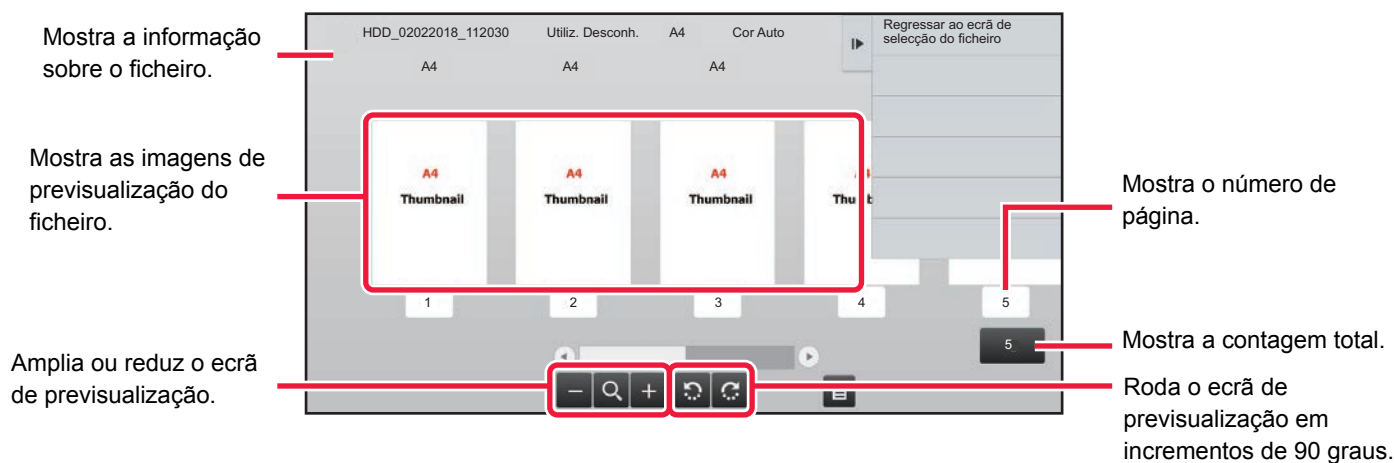 Mostra a informação
sobre o ficheiro.
HDD_02022018_112030 Utiliz. Desconh. A4 Cor Auto
Regressar ao ecrã de
selecção do ficheiro
A4 A4 A4
Mostra as imagens de
previsualização do
ficheiro.
A4 A4 A4
Thumbnail Thumbnail Thumbnail
Mostra o número de
página.
1 2 3 4 5
5
Mostra a contagem total.
Amplia ou reduz o ecrã
de previsualização.
Roda o ecrã de
previsualização em
incrementos de 90 graus.